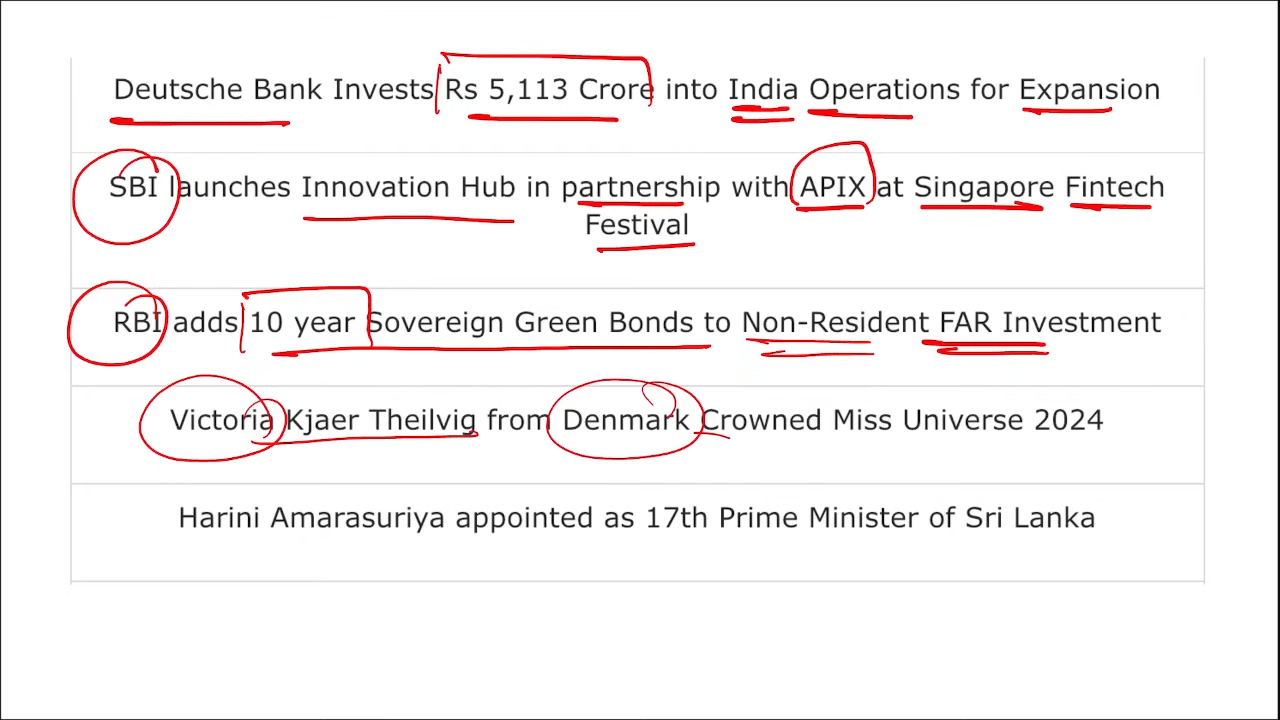 Deutsche Bank Invests Rs 5,113 Crore into India Operations for Expansion
SBI launches Innovation Hub in partnership with APIX at Singapore Fintech
Festival
RBI adds 10 year Sovereign Green Bonds to Non-Resident FAR Investment
Victoria Kjaer Theilvig from Denmark Crowned Miss Universe 2024
Harini Amarasuriya appointed as 17th Prime Minister of Sri Lanka